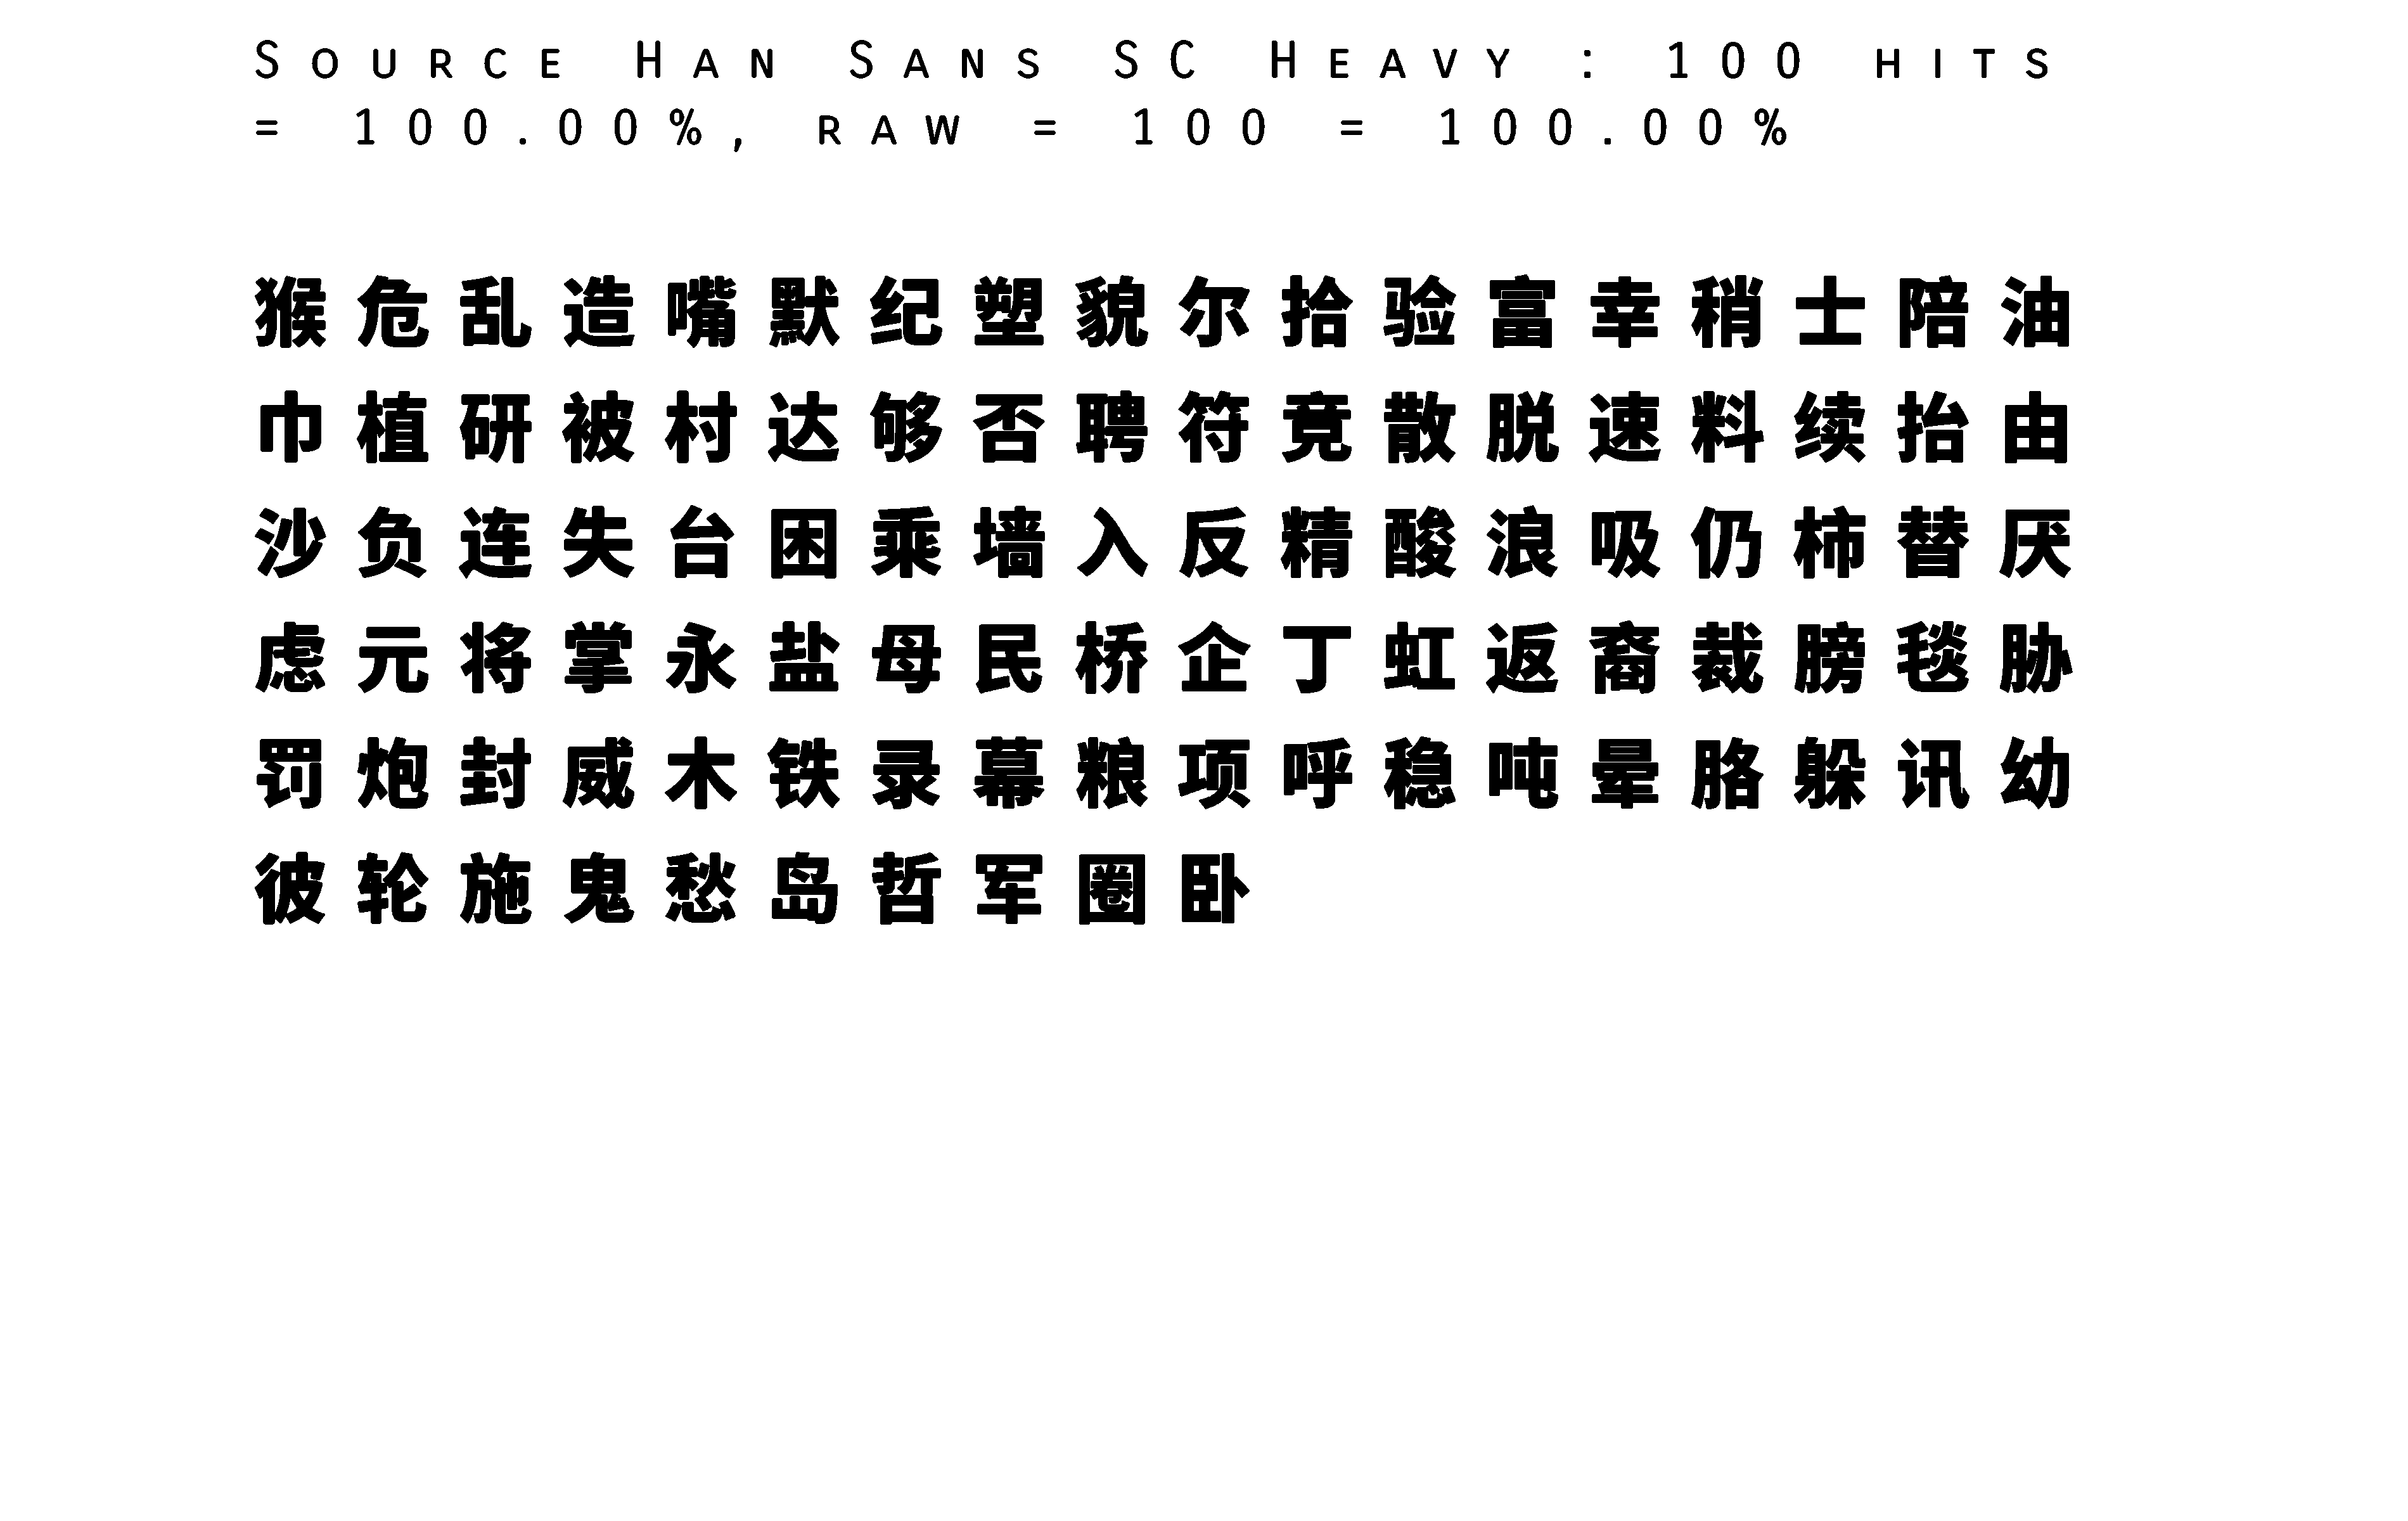 Source Han Sans SC Heavy : 100 hits
= 100.00%, raw = 100 = 100.00%
猴危乱造嘴默纪塑貌尔拾验富幸稍士陪油
巾植研被村达够否聘符竞散脱速料续抬由
沙负连失台困乘墙入反精酸浪吸仍柿替厌
虑元将掌永盐母民桥企丁虹返裔裁膀毯胁
罚炮封威木铁录幕粮项呼稳吨晕胳躲讯幼
彼轮施鬼愁岛哲军圈卧